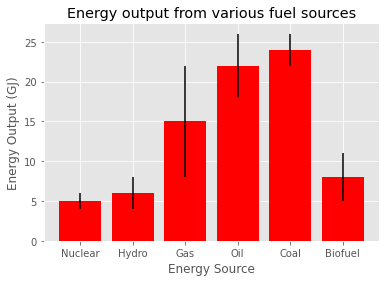 Energy output from various fuel sources
Energy Output (GJ)
25
20
15
10
5
0
Nuclear Hydro Gas Oil Coal Biofuel
Energy Source